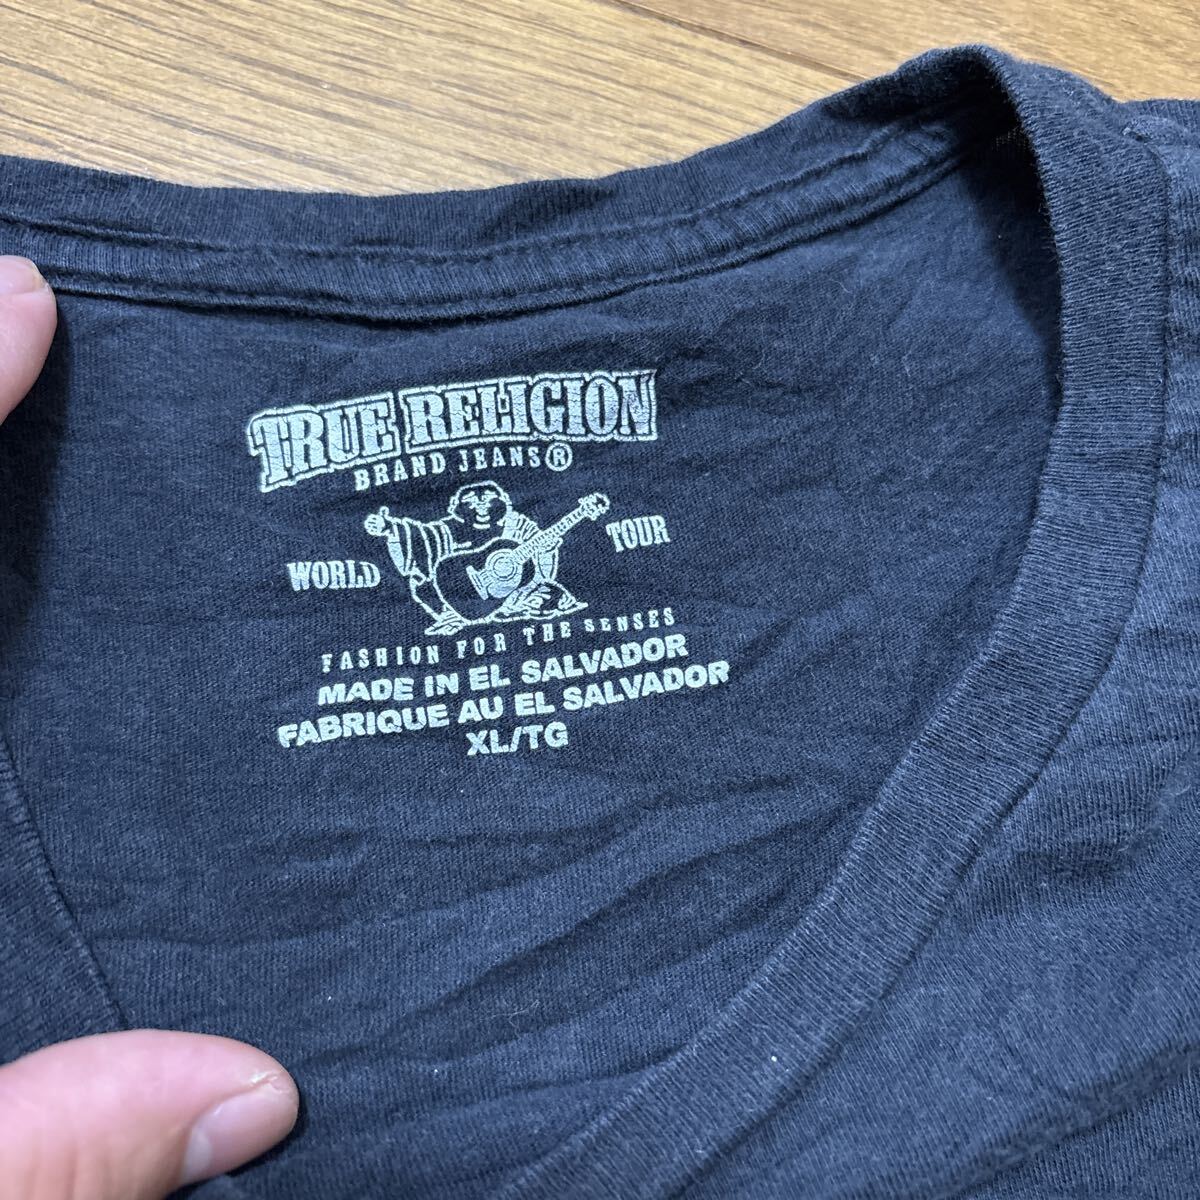 TRUE RELIGION
BRAND JEANS®
WORLD TOUR
FASHION FOR THE SENSES
MADE IN EL SALVADOR
FABRIQUE AU EL SALVADOR
XL/TG